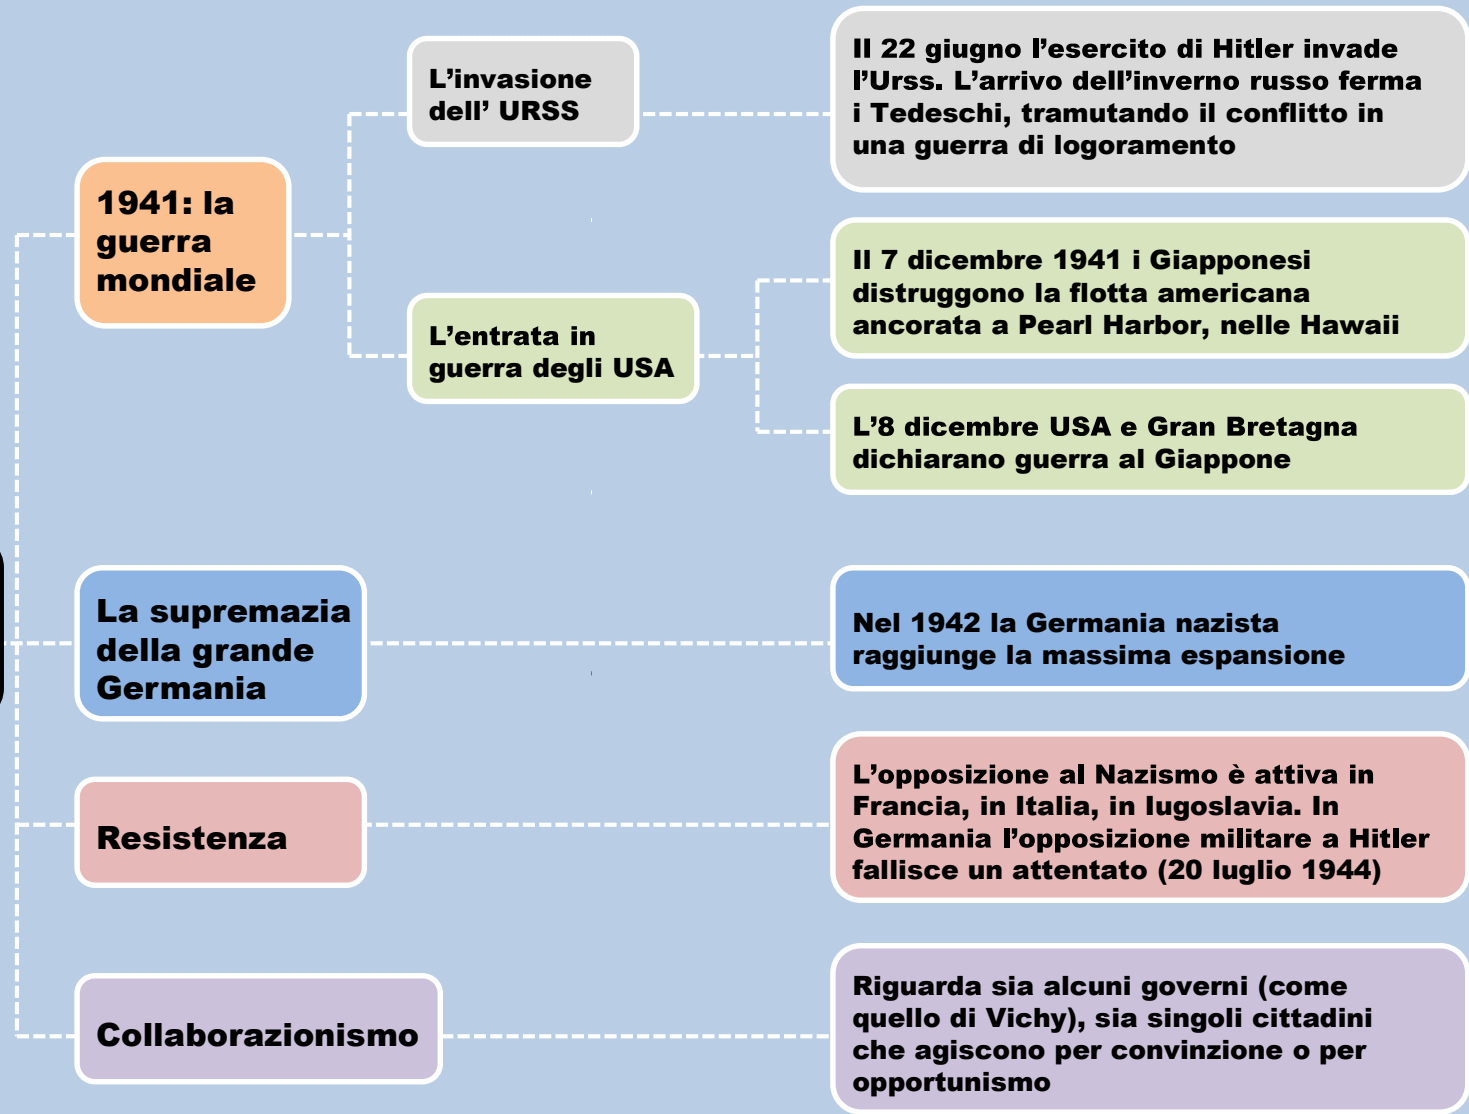 L’invasione
dell’ URSS
Il 22 giugno l’esercito di Hitler invade
l’Urss. L’arrivo dell’inverno russo ferma
i Tedeschi, tramutando il conflitto in
una guerra di logoramento
1941: la
guerra
mondiale
L’entrata in
guerra degli USA
Il 7 dicembre 1941 i Giapponesi
distruggono la flotta americana
ancorata a Pearl Harbor, nelle Hawaii
L’8 dicembre USA e Gran Bretagna
dichiarano guerra al Giappone
La supremazia
della grande
Germania
Nel 1942 la Germania nazista
raggiunge la massima espansione
Resistenza
L’opposizione al Nazismo è attiva in
Francia, in Italia, in Iugoslavia. In
Germania l’opposizione militare a Hitler
fallisce un attentato (20 luglio 1944)
Collaborazionismo
Riguarda sia alcuni governi (come
quello di Vichy), sia singoli cittadini
che agiscono per convinzione o per
opportunismo